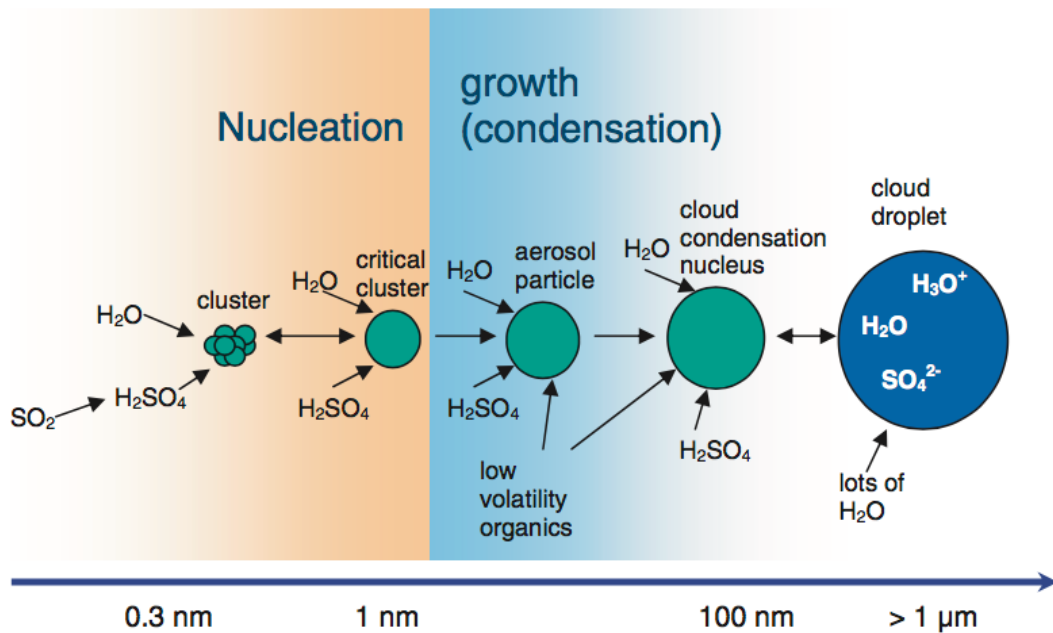 Nucleation
growth
(condensation)
SO₂
H₂O
H₂SO₄
cluster
H₂O
critical
cluster
H₂SO₄
H₂O
aerosol
particle
H₂SO₄
low
volatility
organics
H₂O
cloud
condensation
nucleus
H₂SO₄
cloud
droplet
H₃O⁺
H₂O
SO₄²⁻
lots of
H₂O
0.3 nm
1 nm
100 nm
> 1 µm